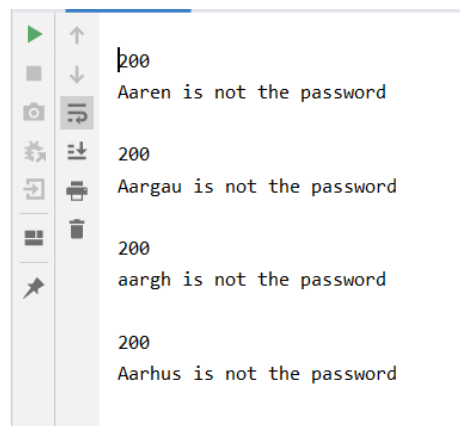 200
Aaren is not the password
200
Aargau is not the password
200
aargh is not the password
200
Aarhus is not the password